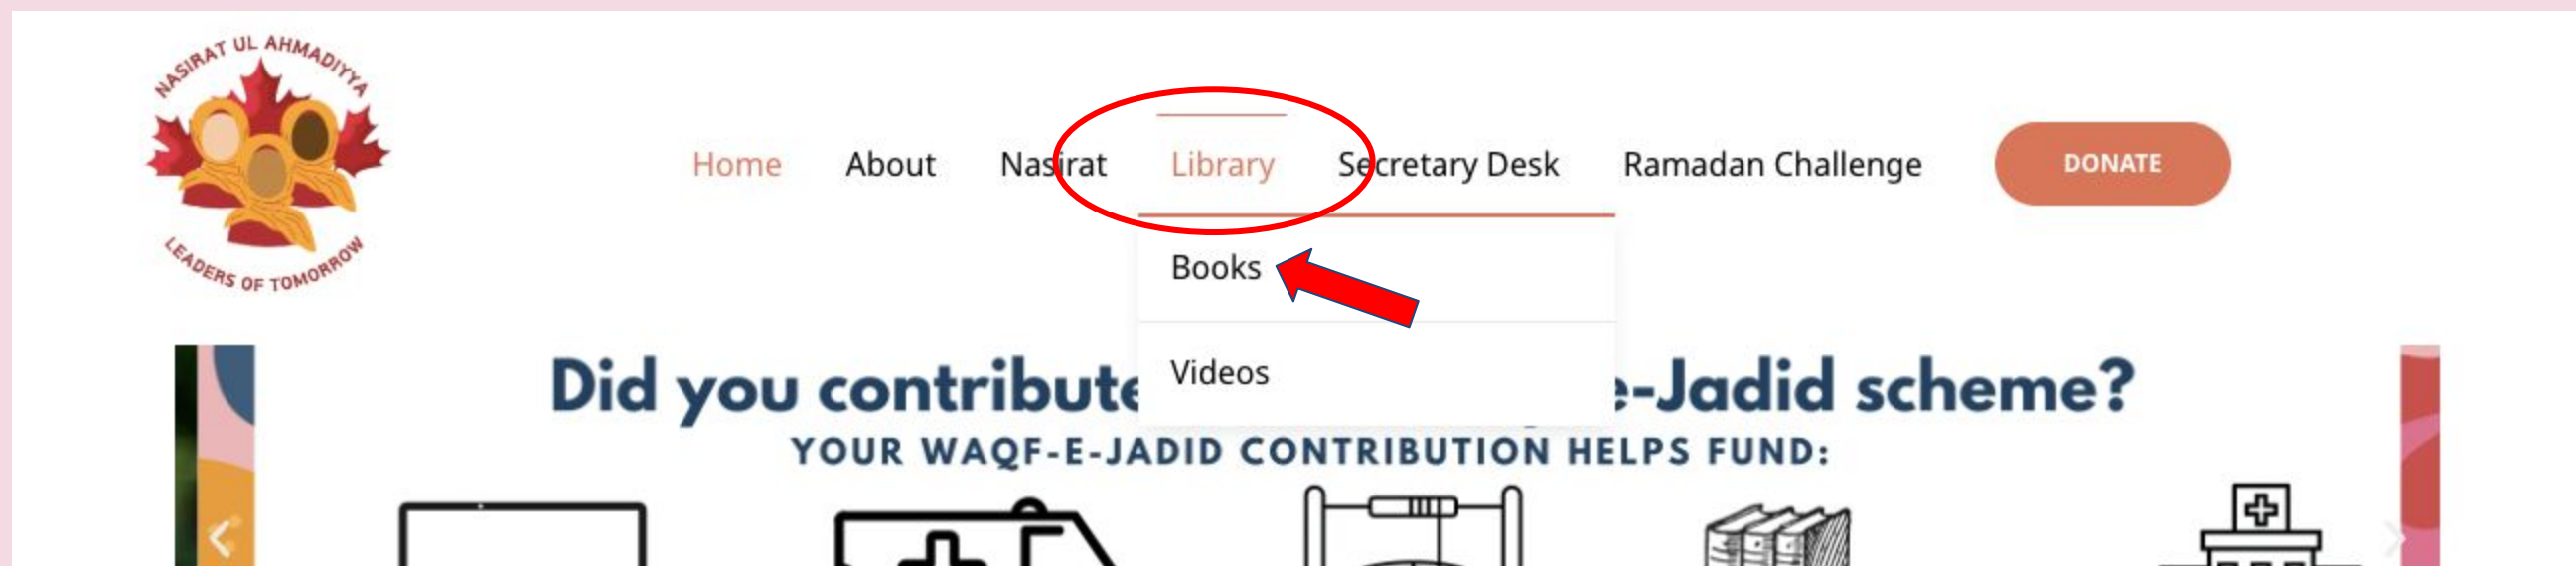 NASIRAT UL AHMADIYYA
LEADERS OF TOMORROW
Home About Nasirat Library Secretary Desk Ramadan Challenge DONATE
Books
Videos
Did you contribute e-Jadid scheme?
YOUR WAQF-E-JADID CONTRIBUTION HELPS FUND: